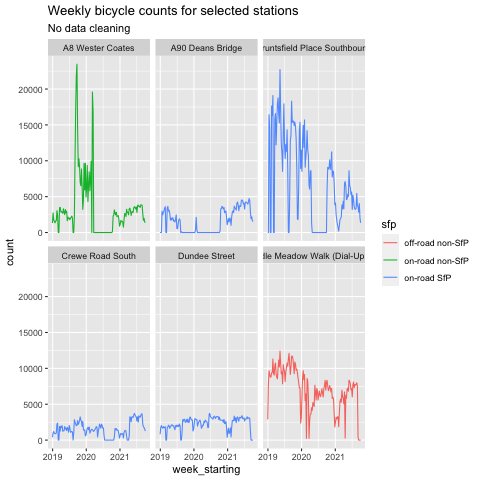 Weekly bicycle counts for selected stations
No data cleaning
A8 Wester Coates
A90 Deans Bridge
runtsfield Place Southboun
20000
15000
10000
5000
0
Crewe Road South
Dundee Street
dle Meadow Walk (Dial-Up
20000
15000
10000
5000
0
2019 2020 2021
2019 2020 2021
2019 2020 2021
week_starting
count
sfp
off-road non-SfP
on-road non-SfP
on-road SfP